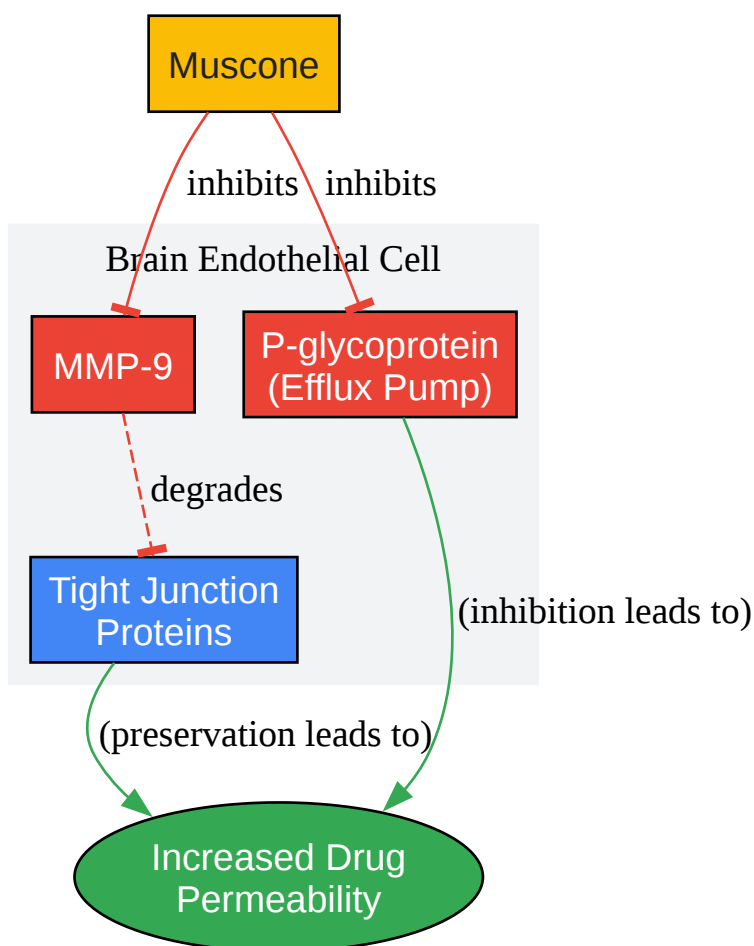 Muscone
inhibits inhibits
Brain Endothelial Cell
MMP-9
P-glycoprotein
(Efflux Pump)
degrades
Tight Junction
Proteins
(inhibition leads to)
(preservation leads to)
Increased Drug
Permeability